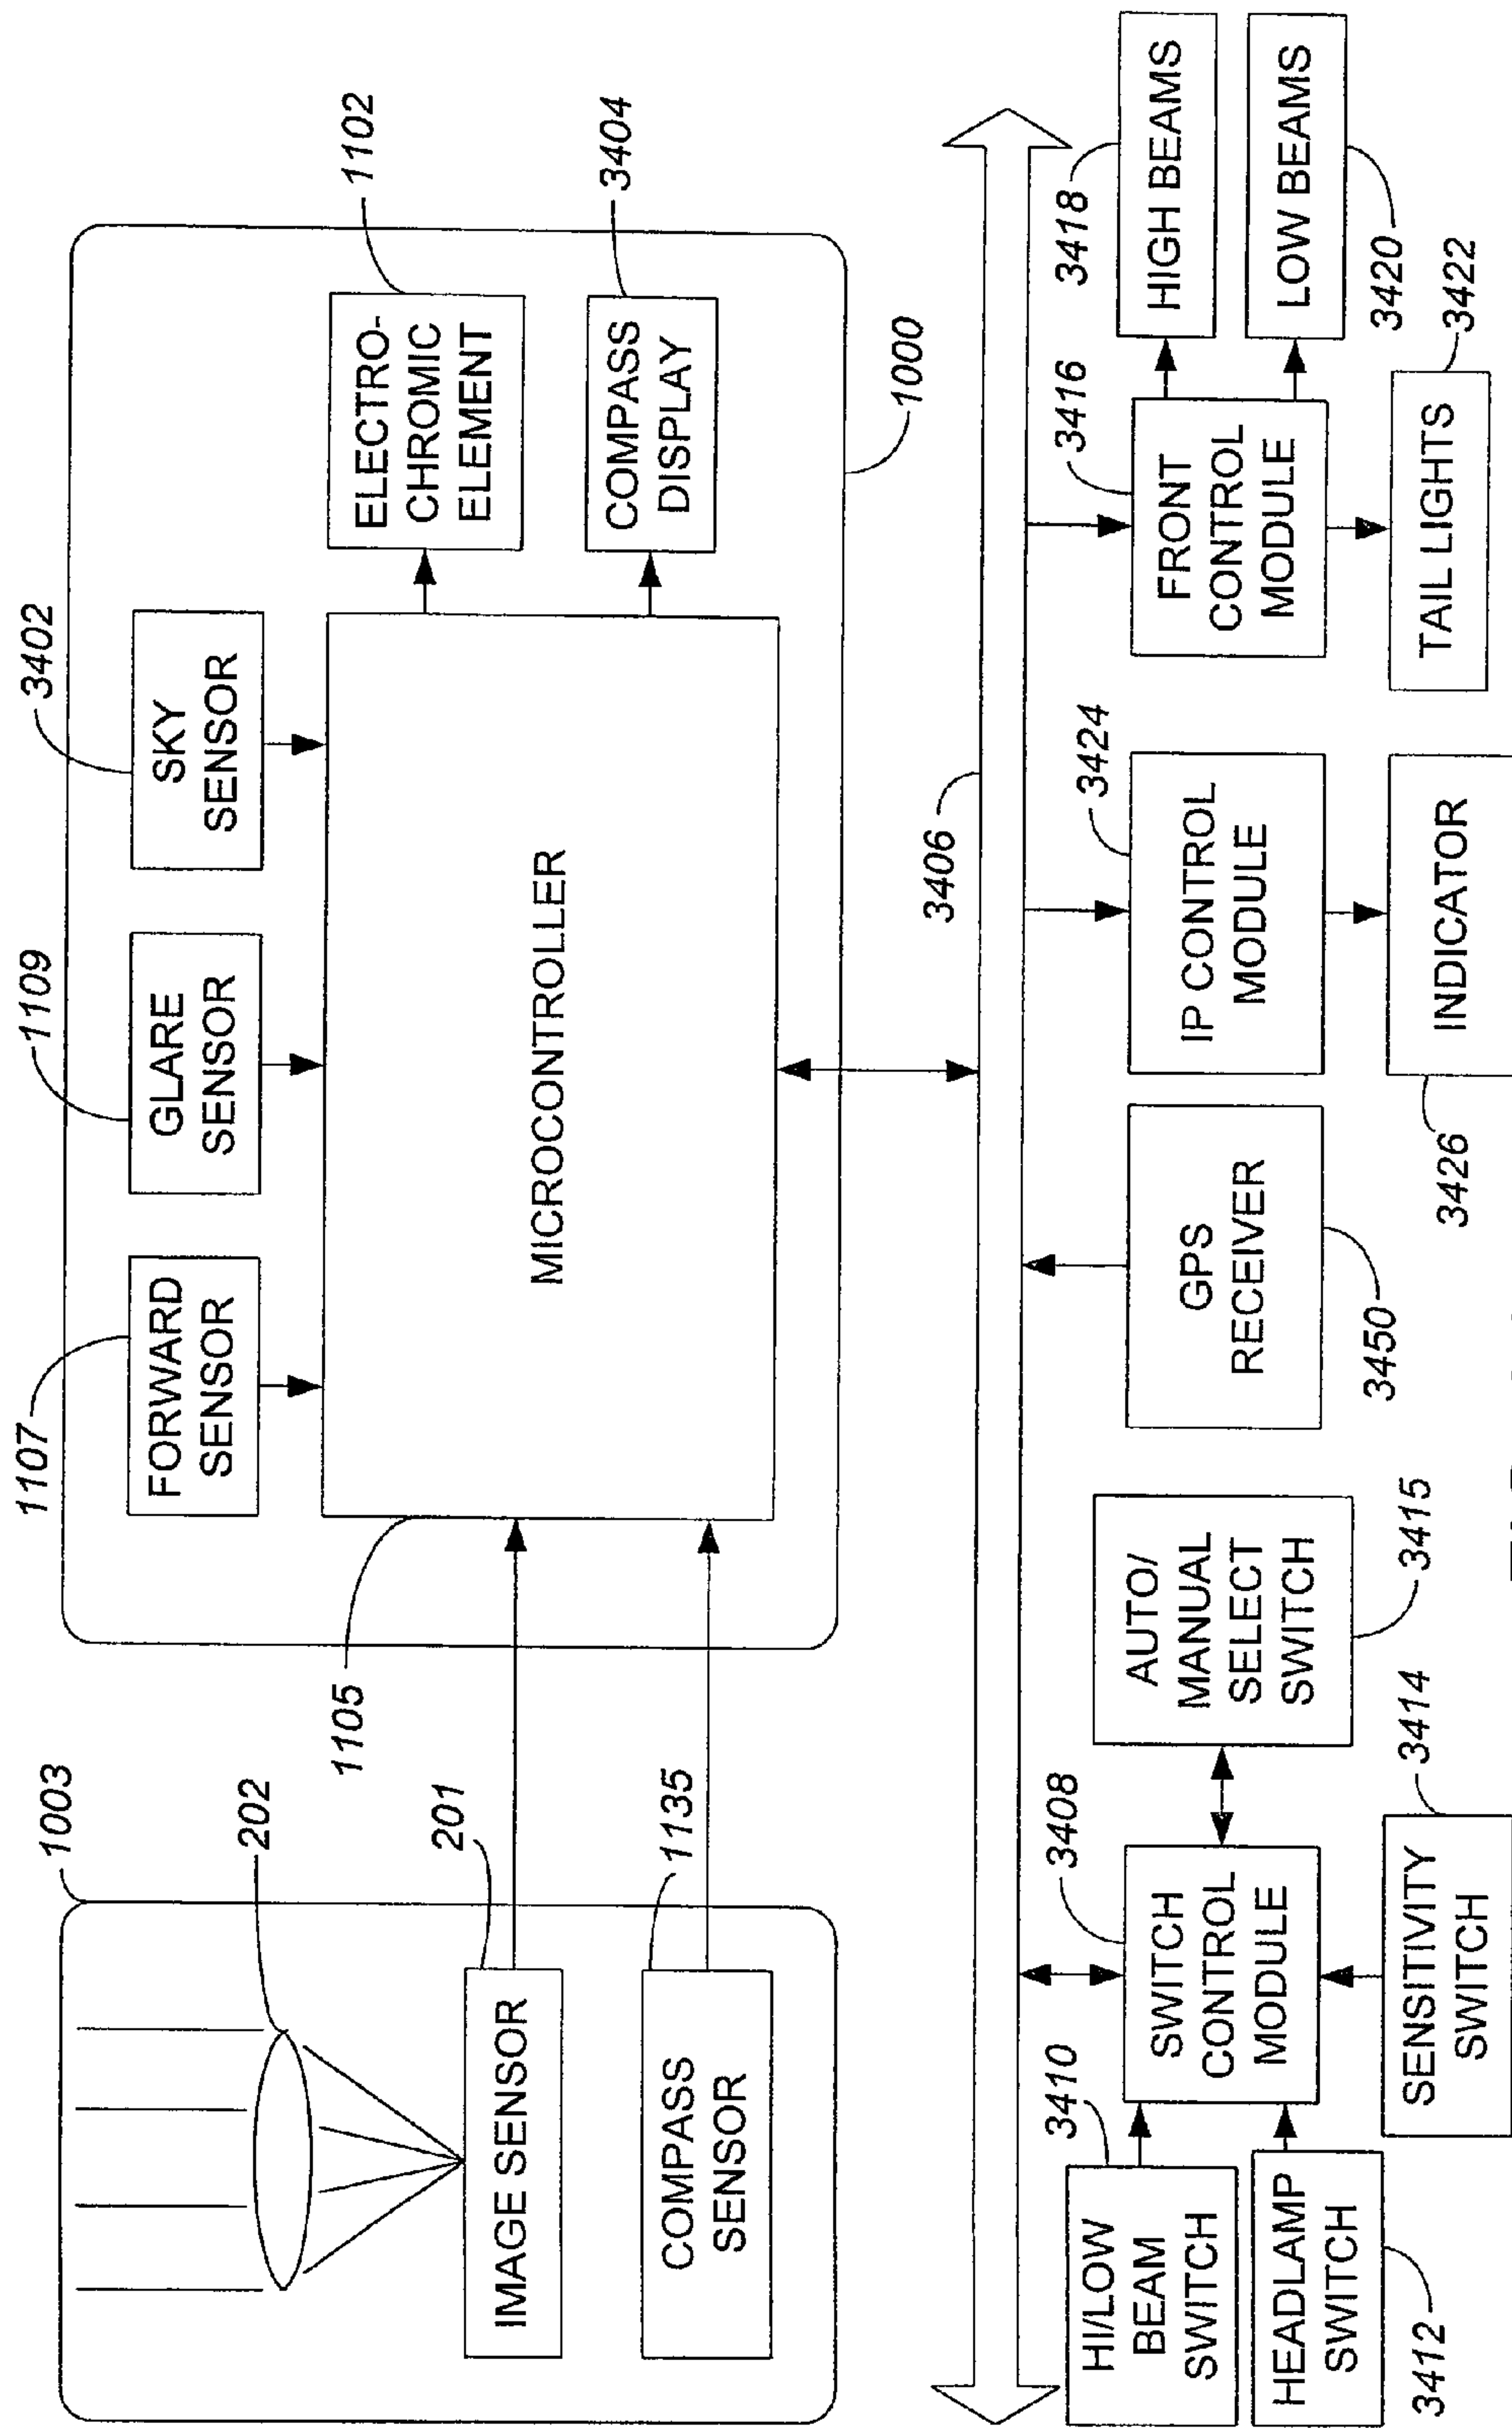 1003
202
201
1135
IMAGE SENSOR
COMPASS
SENSOR
1107
1109
3402
FORWARD
SENSOR
GLARE
SENSOR
SKY
SENSOR
1105
MICROCONTROLLER
ELECTRO-
CHROMIC
ELEMENT
1102
COMPASS
DISPLAY
3404
1000
3406
3410
HI/LOW
BEAM
SWITCH
HEADLAMP
SWITCH
3412
3408
SWITCH
CONTROL
MODULE
SENSITIVITY
SWITCH
3414
AUTO/
MANUAL
SELECT
SWITCH
3415
GPS
RECEIVER
3450
3424
IP CONTROL
MODULE
INDICATOR
3426
3416
FRONT
CONTROL
MODULE
TAIL LIGHTS
3422
3418
HIGH BEAMS
LOW BEAMS
3420